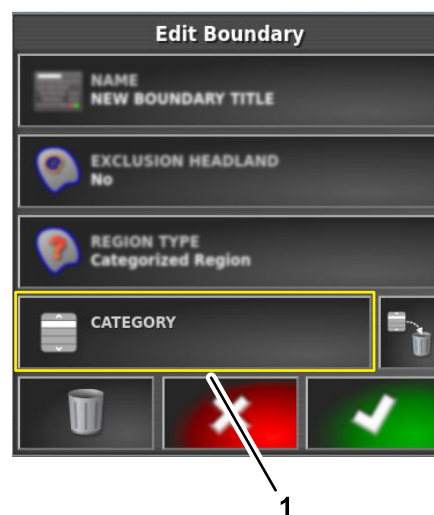 Edit Boundary
NAME
NEW BOUNDARY TITLE
EXCLUSION HEADLAND
No
REGION TYPE
Categorized Region
CATEGORY
1